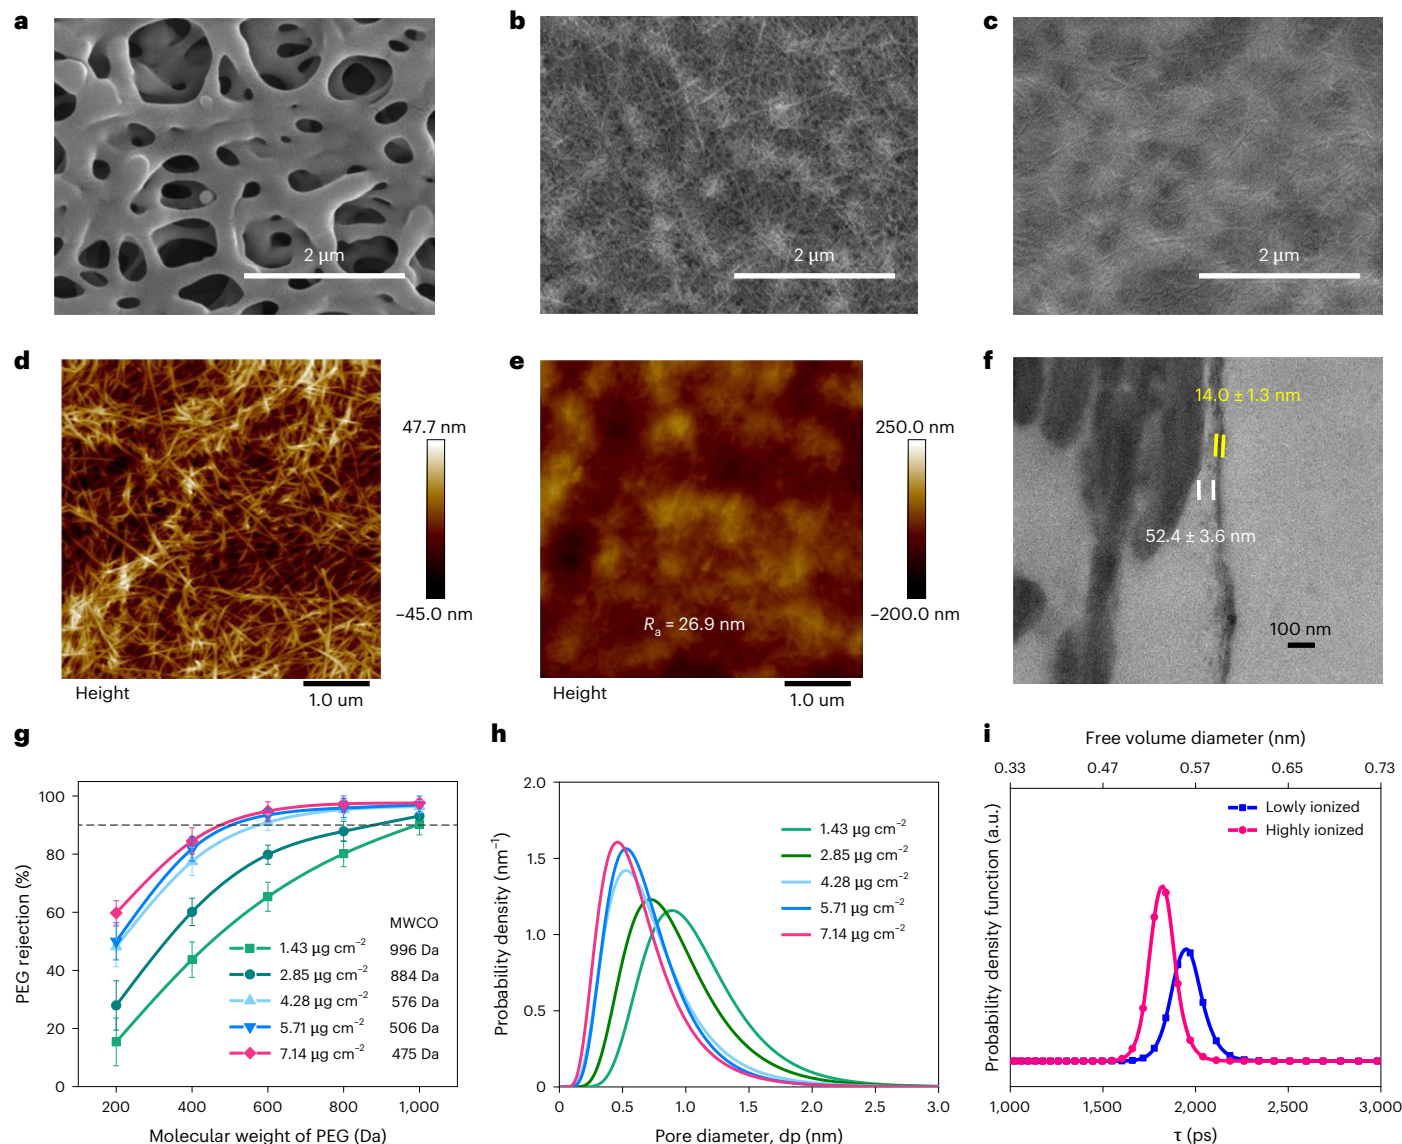 a
b
c
2 µm
2 µm
2 µm
d
e
f
47.7 nm
−45.0 nm
Height
1.0 um
250.0 nm
−200.0 nm
Rₐ = 26.9 nm
Height
1.0 um
14.0 ± 1.3 nm
52.4 ± 3.6 nm
100 nm
g
PEG rejection (%)
100
80
60
40
20
0
MWCO
1.43 µg cm⁻² 996 Da
2.85 µg cm⁻² 884 Da
4.28 µg cm⁻² 576 Da
5.71 µg cm⁻² 506 Da
7.14 µg cm⁻² 475 Da
200 400 600 800 1,000
Molecular weight of PEG (Da)
h
Probability density (nm⁻¹)
2.0
1.5
1.0
0.5
0
1.43 µg cm⁻²
2.85 µg cm⁻²
4.28 µg cm⁻²
5.71 µg cm⁻²
7.14 µg cm⁻²
0 0.5 1.0 1.5 2.0 2.5 3.0
Pore diameter, dp (nm)
i
Free volume diameter (nm)
0.33 0.47 0.57 0.65 0.73
Probability density function (a.u.)
Lowly ionized
Highly ionized
1,000 1,500 2,000 2,500 3,000
τ (ps)